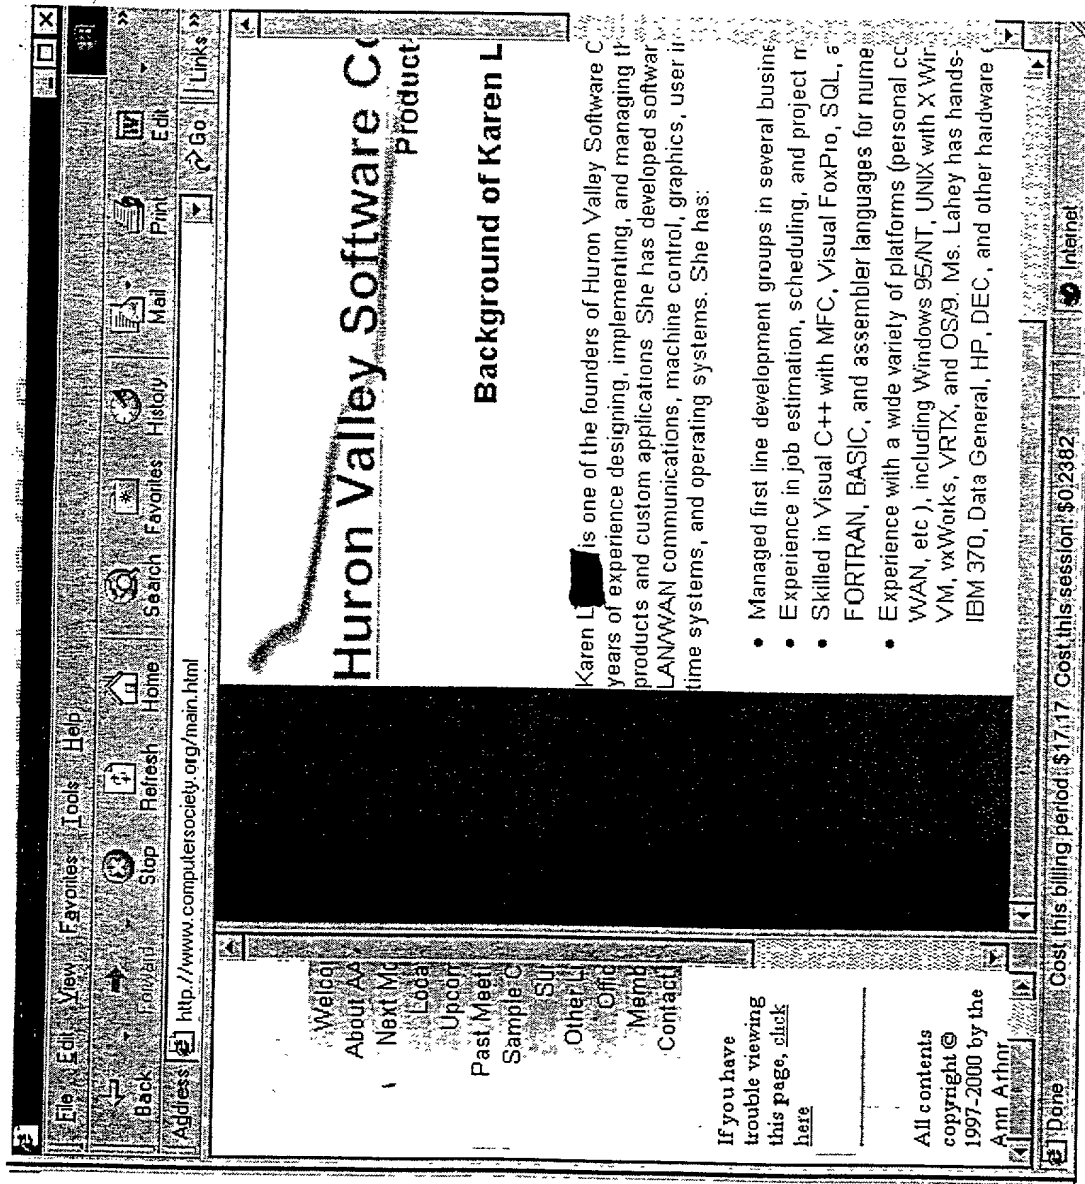 File Edit View Favorites Tools Help
Back Forward Stop Refresh Home Search Favorites History Mail Print Edit
Address http://www.computersociety.org/main.html Go Links »
Welco
About AA
Next Me
Loca
Upcom
Past Meet
Sample C
Su
Other Li
Offic
Memb
Contact
If you have
trouble viewing
this page, click
here
All contents
copyright ©
1997-2000 by the
Ann Arbor
Huron Valley Software Co
Product
Background of Karen L
Karen L is one of the founders of Huron Valley Software C
years of experience designing, implementing, and managing th
products and custom applications She has developed softwar
LAN/WAN communications, machine control, graphics, user in
time systems, and operating systems. She has:
• Managed first line development groups in several busine
• Experience in job estimation, scheduling, and project m
• Skilled in Visual C++ with MFC, Visual FoxPro, SQL, a
FORTRAN, BASIC, and assembler languages for nume
• Experience with a wide variety of platforms (personal co
WAN, etc ), including Windows 95/NT, UNIX with X Win
VM, vxWorks, VRTX, and OS/9. Ms. Lahey has hands-
IBM 370, Data General, HP, DEC, and other hardware
Done Cost this billing period: $17.17 Cost this session: $0.2382 Internet